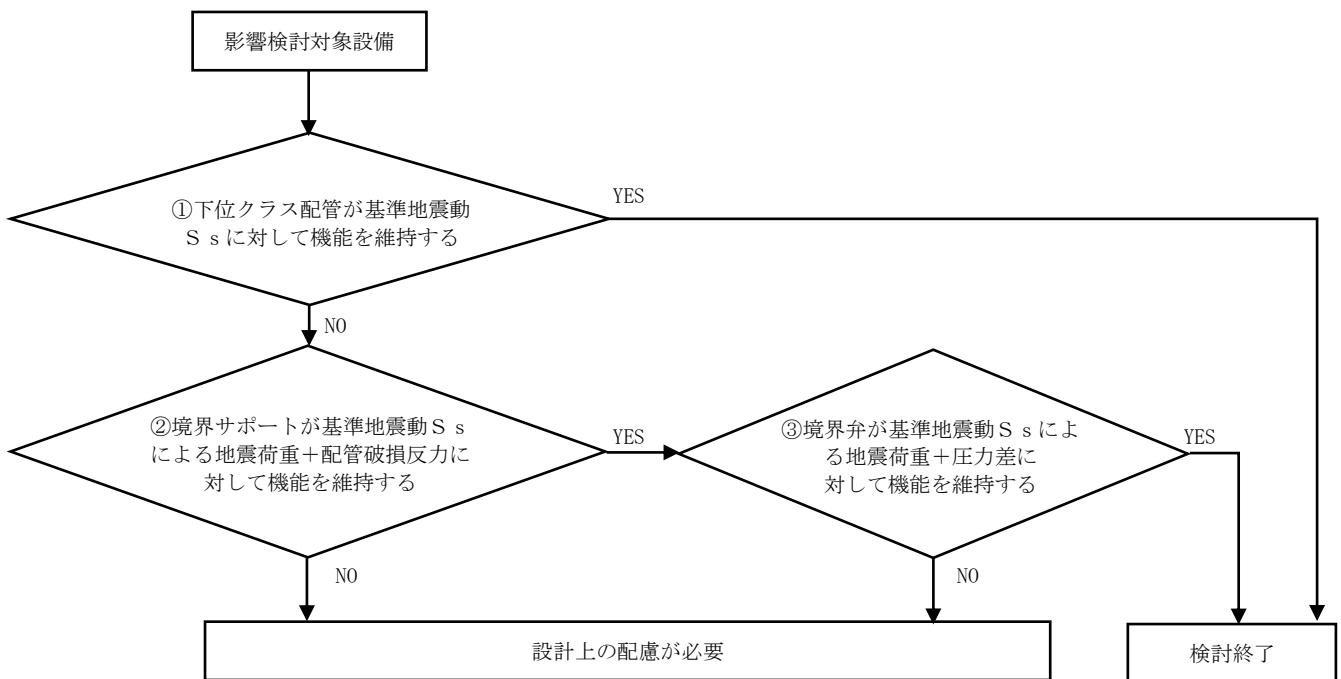 影響検討対象設備
①下位クラス配管が基準地震動
Ｓｓに対して機能を維持する
YES
NO
②境界サポートが基準地震動Ｓｓ
による地震荷重＋配管破損反力に
対して機能を維持する
YES
③境界弁が基準地震動Ｓｓによ
る地震荷重＋圧力差に
対して機能を維持する
YES
NO
NO
設計上の配慮が必要
検討終了